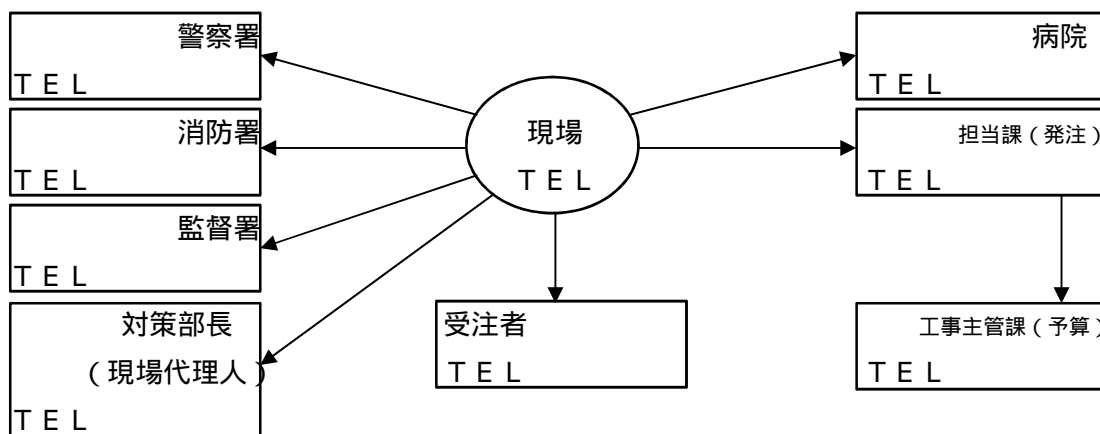 警察署
ＴＥＬ
消防署
ＴＥＬ
監督署
ＴＥＬ
対策部長
（現場代理人）
ＴＥＬ
現場
ＴＥＬ
受注者
ＴＥＬ
病院
ＴＥＬ
担当課（発注）
ＴＥＬ
工事主管課（予算）
ＴＥＬ